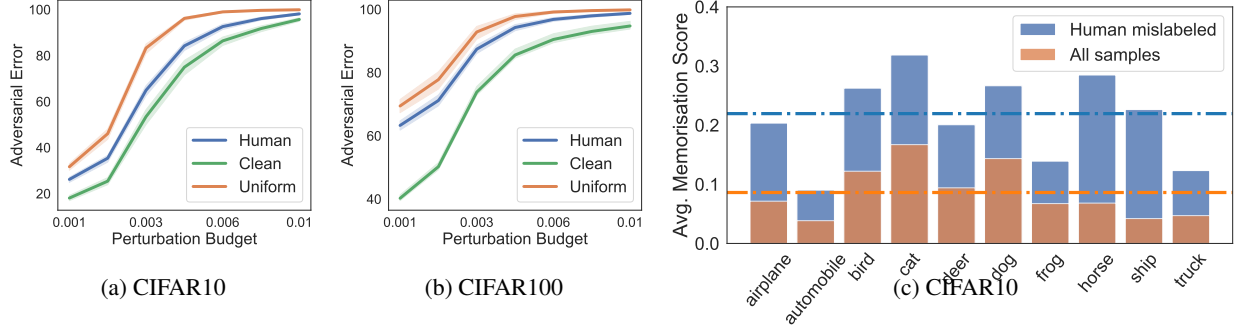 Adversarial Error
100
80
60
40
20
Human
Clean
Uniform
0.001
0.003
0.006
0.01
Perturbation Budget
(a) CIFAR10
Adversarial Error
100
80
60
40
Human
Clean
Uniform
0.001
0.003
0.006
0.01
Perturbation Budget
(b) CIFAR100
Avg. Memorisation Score
0.4
0.3
0.2
0.1
0.0
Human mislabeled
All samples
airplane
automobile
bird
cat
deer
dog
frog
horse
ship
truck
(c) CIFAR10